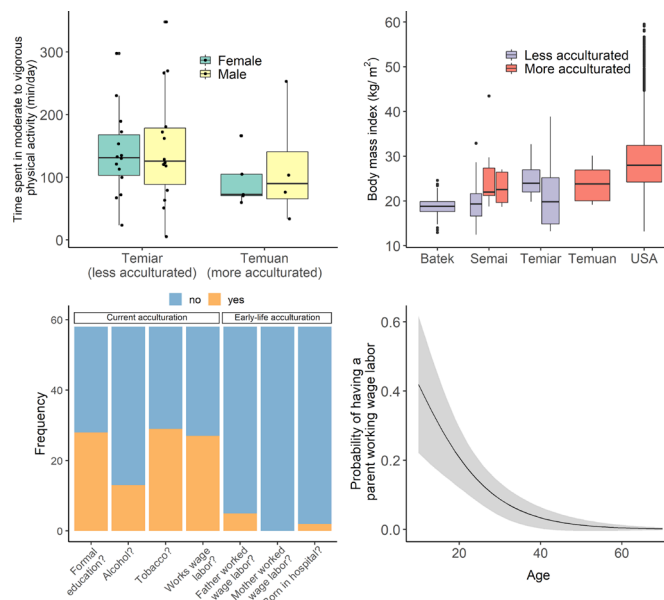 Time spent in moderate to vigorous
physical activity (min/day)
300
200
100
0
Female
Male
Temiar
(less acculturated)
Temuan
(more acculturated)
Body mass index (kg/ m²)
60
50
40
30
20
10
Less acculturated
More acculturated
Batek
Semai
Temiar
Temuan
USA
no
yes
Current acculturation
Early-life acculturation
Frequency
60
40
20
0
Formal
education?
Alcohol?
Tobacco?
Works wage
labor?
Father worked
wage labor?
Mother worked
wage labor?
Born in hospital?
Probability of having a
parent working wage labor
0.6
0.4
0.2
0.0
20
40
60
Age